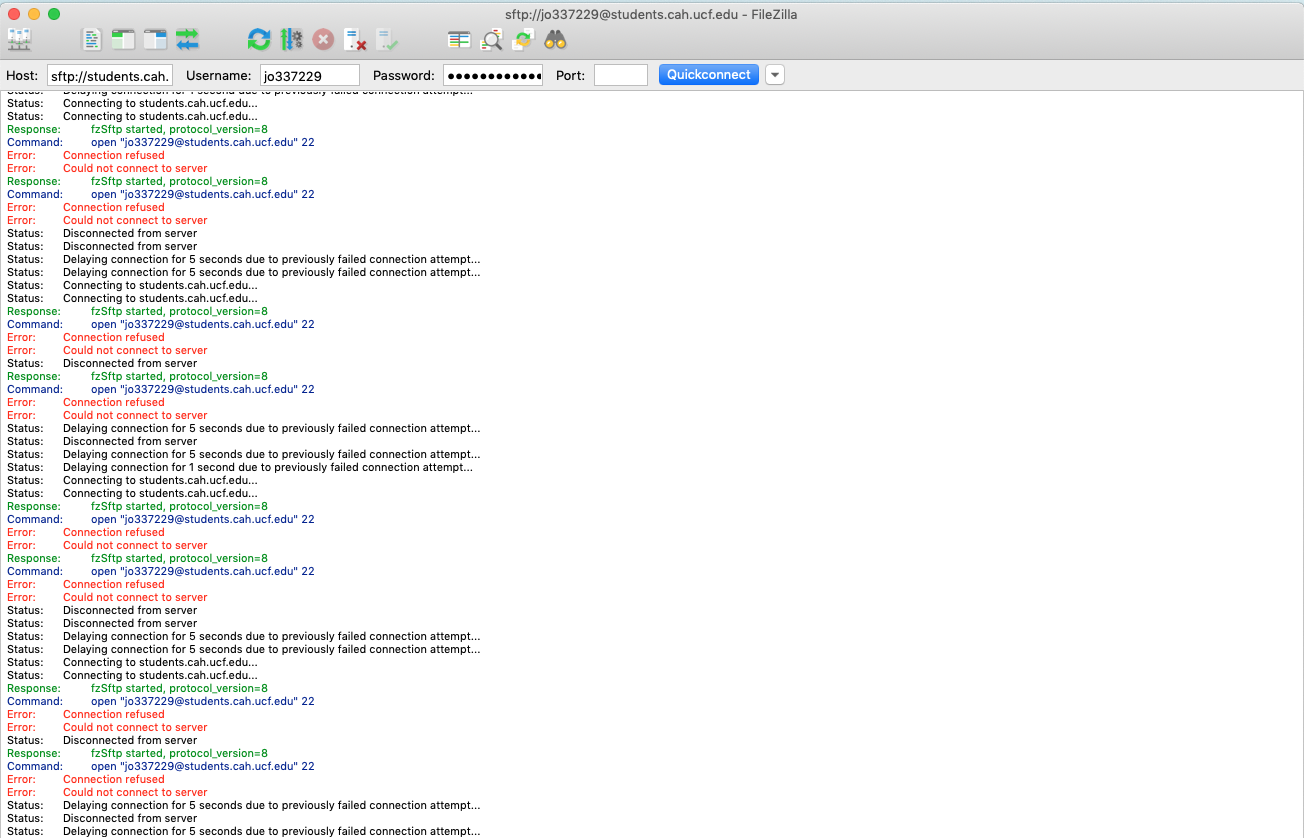 sftp://jo337229@students.cah.ucf.edu - FileZilla
Host: sftp://students.cah. Username: jo337229 Password: ●●●●●●●●●●●● Port: Quickconnect
Status: Delaying connection for 1 second due to previously failed connection attempt...
Status: Connecting to students.cah.ucf.edu...
Status: Connecting to students.cah.ucf.edu...
Response: fzSftp started, protocol_version=8
Command: open "jo337229@students.cah.ucf.edu" 22
Error: Connection refused
Error: Could not connect to server
Response: fzSftp started, protocol_version=8
Command: open "jo337229@students.cah.ucf.edu" 22
Error: Connection refused
Error: Could not connect to server
Status: Disconnected from server
Status: Disconnected from server
Status: Delaying connection for 5 seconds due to previously failed connection attempt...
Status: Delaying connection for 5 seconds due to previously failed connection attempt...
Status: Connecting to students.cah.ucf.edu...
Status: Connecting to students.cah.ucf.edu...
Response: fzSftp started, protocol_version=8
Command: open "jo337229@students.cah.ucf.edu" 22
Error: Connection refused
Error: Could not connect to server
Status: Disconnected from server
Response: fzSftp started, protocol_version=8
Command: open "jo337229@students.cah.ucf.edu" 22
Error: Connection refused
Error: Could not connect to server
Status: Delaying connection for 5 seconds due to previously failed connection attempt...
Status: Disconnected from server
Status: Delaying connection for 5 seconds due to previously failed connection attempt...
Status: Delaying connection for 1 second due to previously failed connection attempt...
Status: Connecting to students.cah.ucf.edu...
Status: Connecting to students.cah.ucf.edu...
Response: fzSftp started, protocol_version=8
Command: open "jo337229@students.cah.ucf.edu" 22
Error: Connection refused
Error: Could not connect to server
Response: fzSftp started, protocol_version=8
Command: open "jo337229@students.cah.ucf.edu" 22
Error: Connection refused
Error: Could not connect to server
Status: Disconnected from server
Status: Disconnected from server
Status: Delaying connection for 5 seconds due to previously failed connection attempt...
Status: Delaying connection for 5 seconds due to previously failed connection attempt...
Status: Connecting to students.cah.ucf.edu...
Status: Connecting to students.cah.ucf.edu...
Response: fzSftp started, protocol_version=8
Command: open "jo337229@students.cah.ucf.edu" 22
Error: Connection refused
Error: Could not connect to server
Status: Disconnected from server
Response: fzSftp started, protocol_version=8
Command: open "jo337229@students.cah.ucf.edu" 22
Error: Connection refused
Error: Could not connect to server
Status: Delaying connection for 5 seconds due to previously failed connection attempt...
Status: Disconnected from server
Status: Delaying connection for 5 seconds due to previously failed connection attempt...